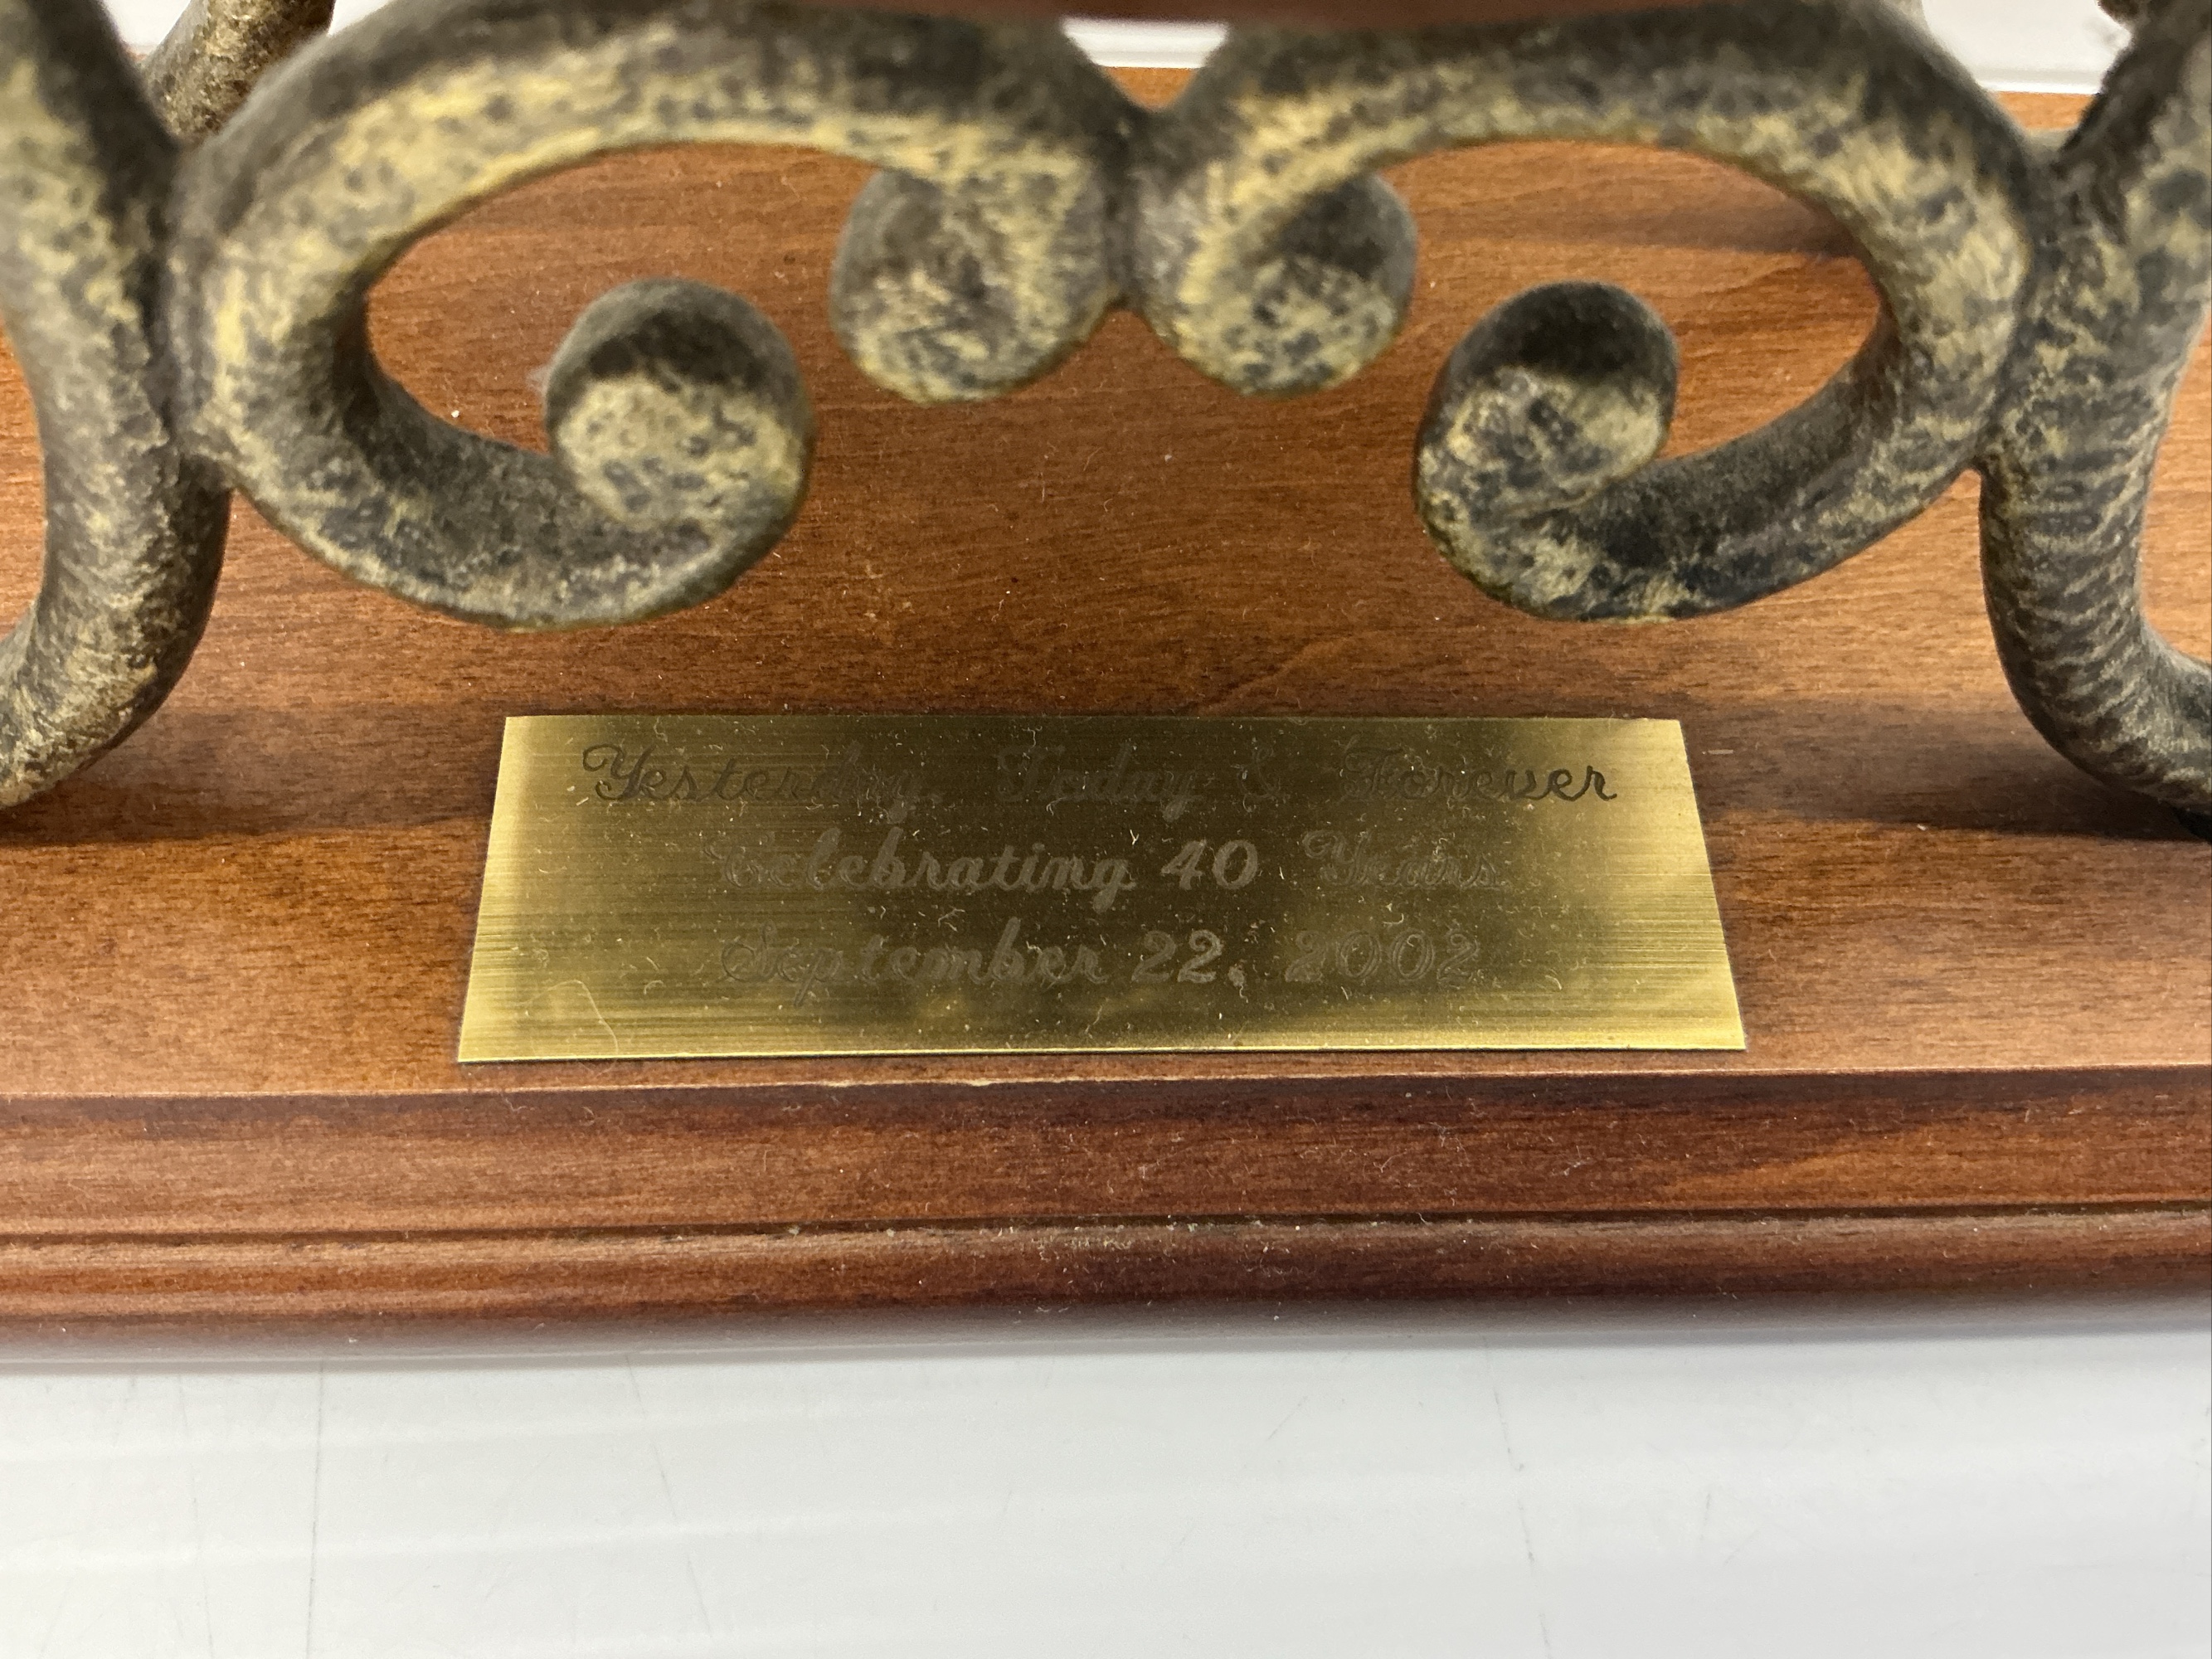 Yesterday, Today & Forever
Celebrating 40 Years
September 22, 2002